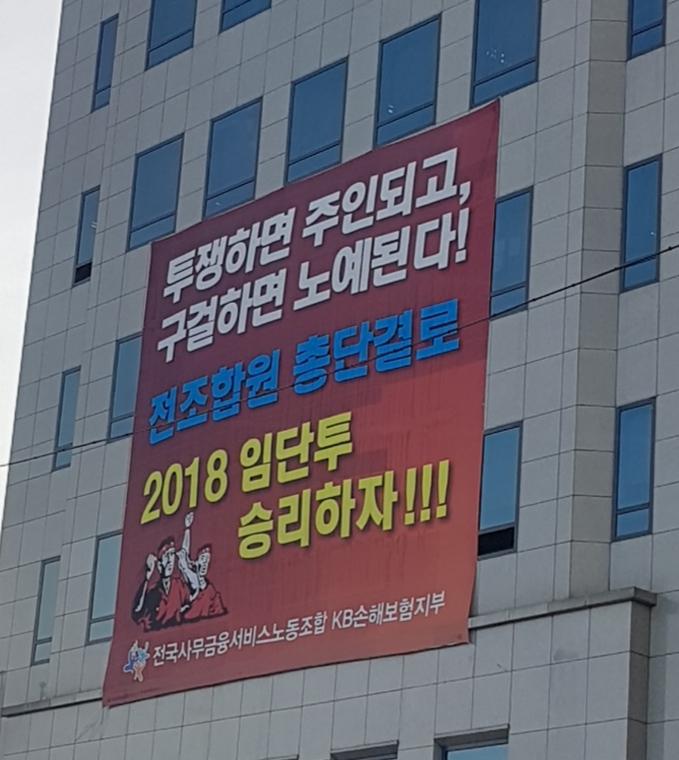 투쟁하면 주인되고,
구걸하면 노예된다!
전조합원 총단결로
2018 임단투
승리하자!!!
전국사무금융서비스노동조합 KB손해보험지부